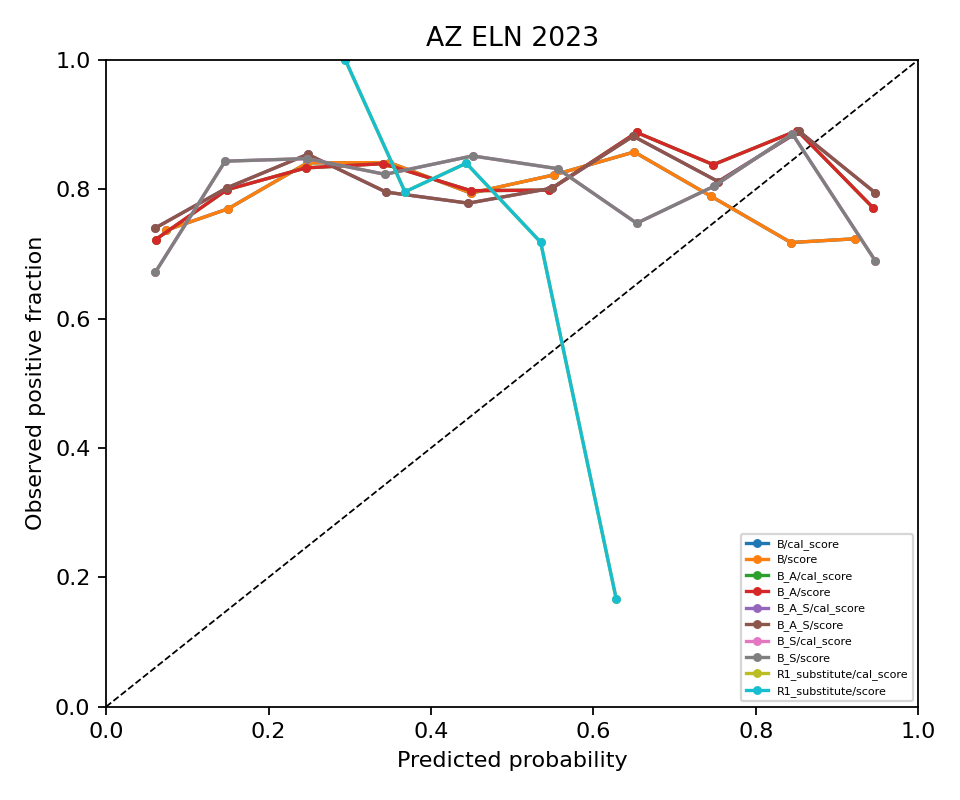 AZ ELN 2023
1.0
0.8
0.6
0.4
0.2
0.0
Observed positive fraction
B/cal_score
B/score
B_A/cal_score
B_A/score
B_A_S/cal_score
B_A_S/score
B_S/cal_score
B_S/score
R1_substitute/cal_score
R1_substitute/score
0.0 0.2 0.4 0.6 0.8 1.0
Predicted probability